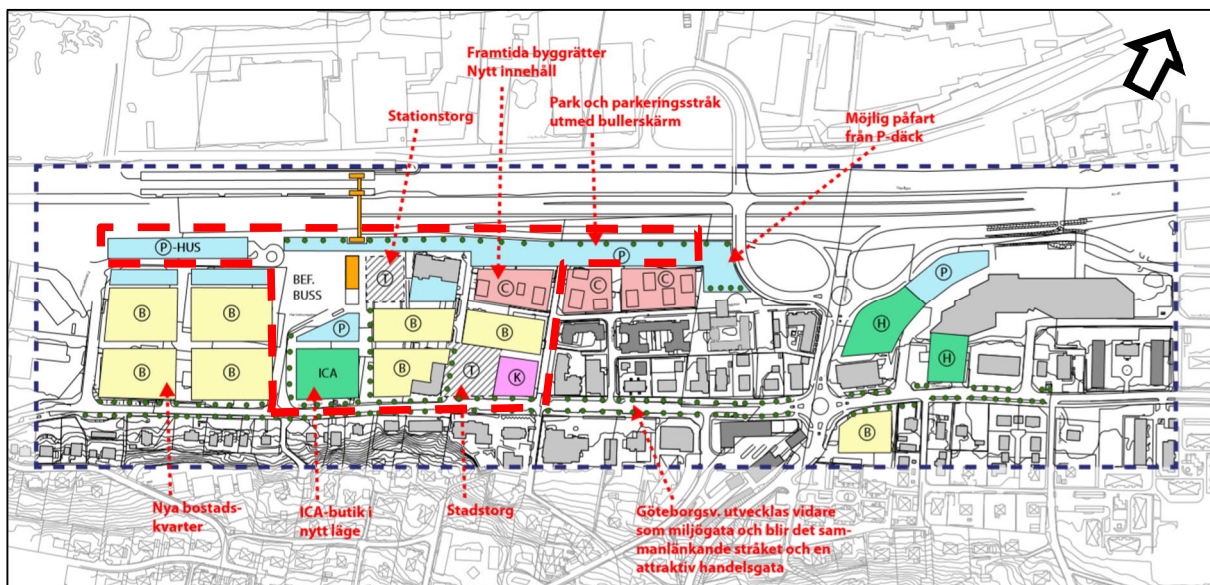 Framtida byggrätter
Nytt innehåll
Stationstorg
Park och parkeringsstråk
utmed bullerskärm
Möjlig påfart
från P-däck
P-HUS
BEF.
BUSS
T
C
C
C
P
P
B
B
B
B
B
B
B
P
ICA
T
K
H
H
B
Nya bostads-
kvarter
ICA-butik i
nytt läge
Stadstorg
Göteborgsv. utvecklas vidare
som miljögata och blir det sam-
manlänkande stråket och en
attraktiv handelsgata